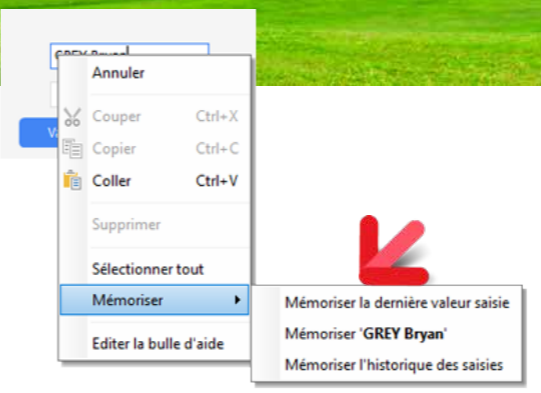 GREY Bryan
Annuler
Couper Ctrl+X
Copier Ctrl+C
Coller Ctrl+V
Supprimer
Sélectionner tout
Mémoriser
Editer la bulle d'aide
Mémoriser la dernière valeur saisie
Mémoriser 'GREY Bryan'
Mémoriser l'historique des saisies